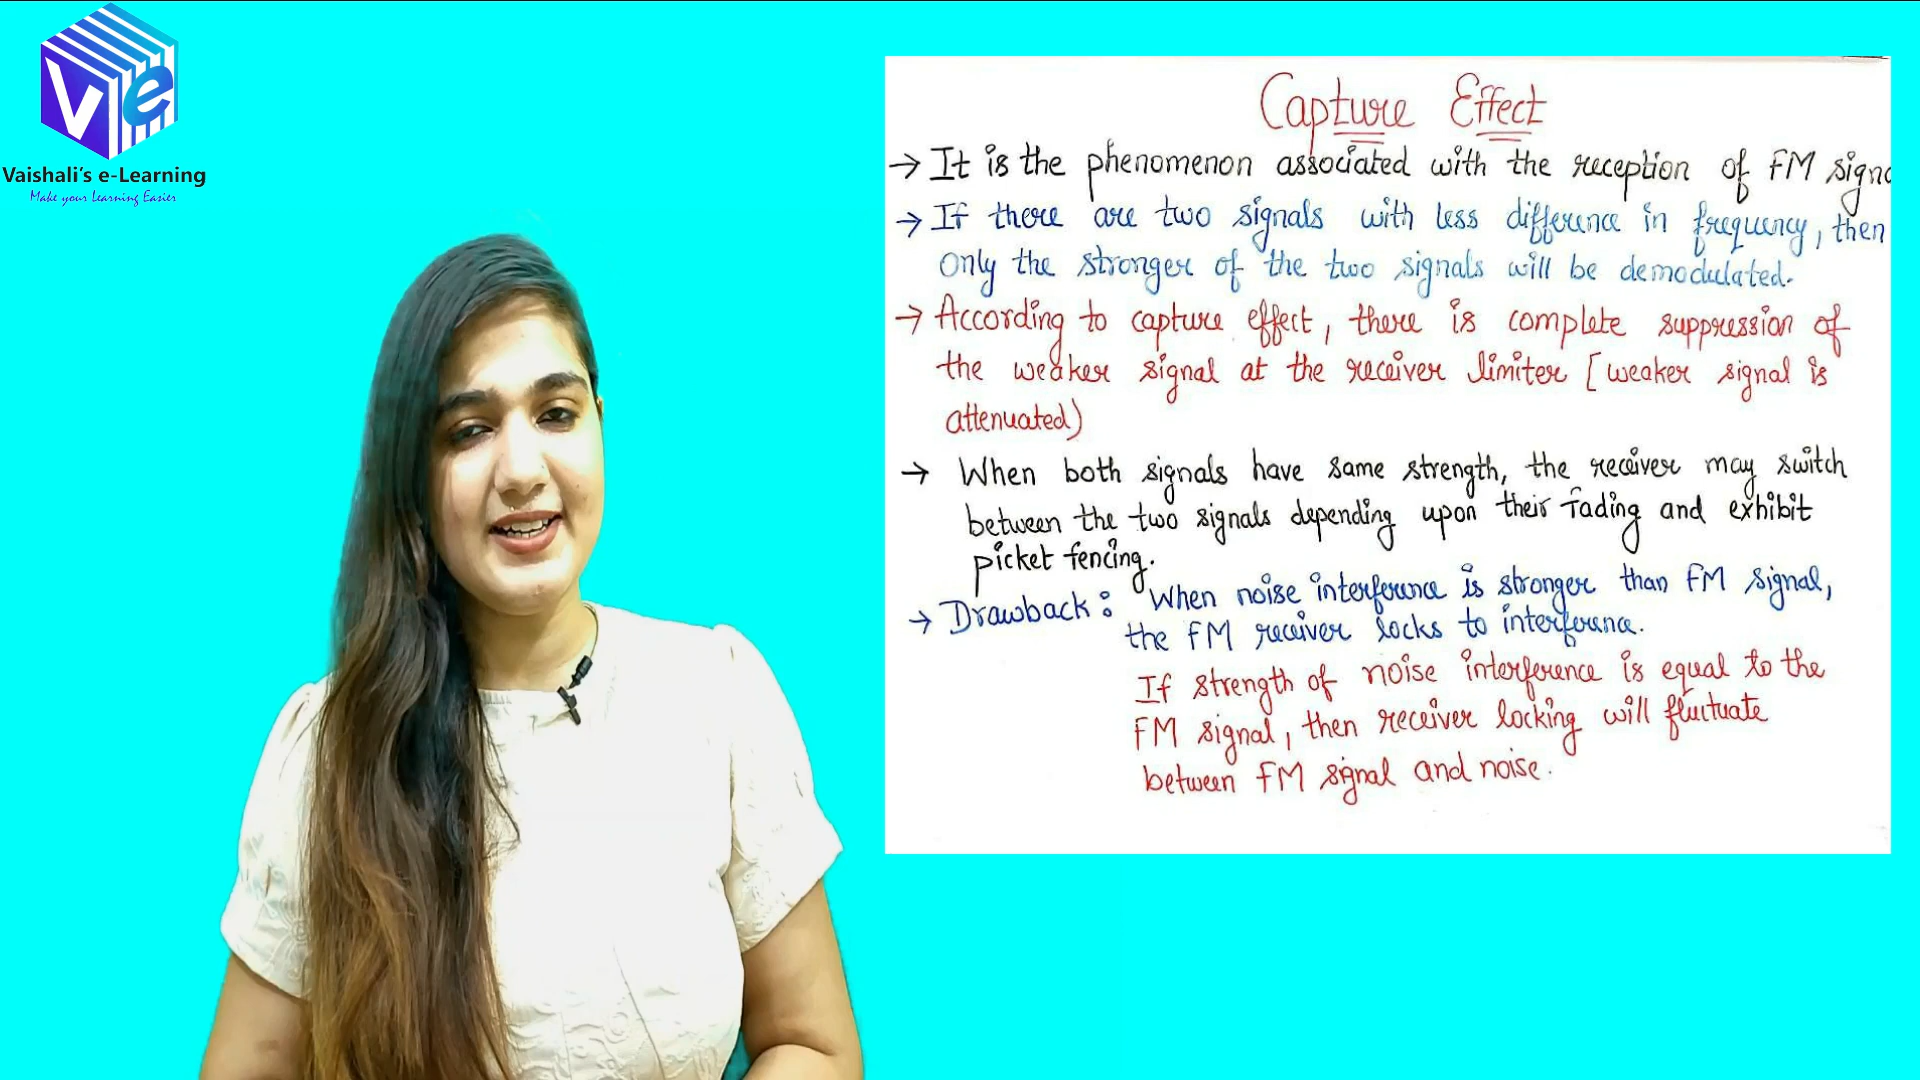 Ve
Vaishali's e-Learning
Make your Learning Easier
Capture Effect
→ It is the phenomenon associated with the reception of FM signa
→ If there are two signals with less difference in frequency, then
only the stronger of the two signals will be demodulated.
→ According to capture effect, there is complete suppression of
the weaker signal at the receiver limiter [weaker signal is
attenuated)
→ When both signals have same strength, the receiver may switch
between the two signals depending upon their fading and exhibit
picket fencing.
→ Drawback: When noise interference is stronger than FM signal,
the FM receiver locks to interference.
If strength of noise interference is equal to the
FM signal, then receiver locking will fluctuate
between FM signal and noise.